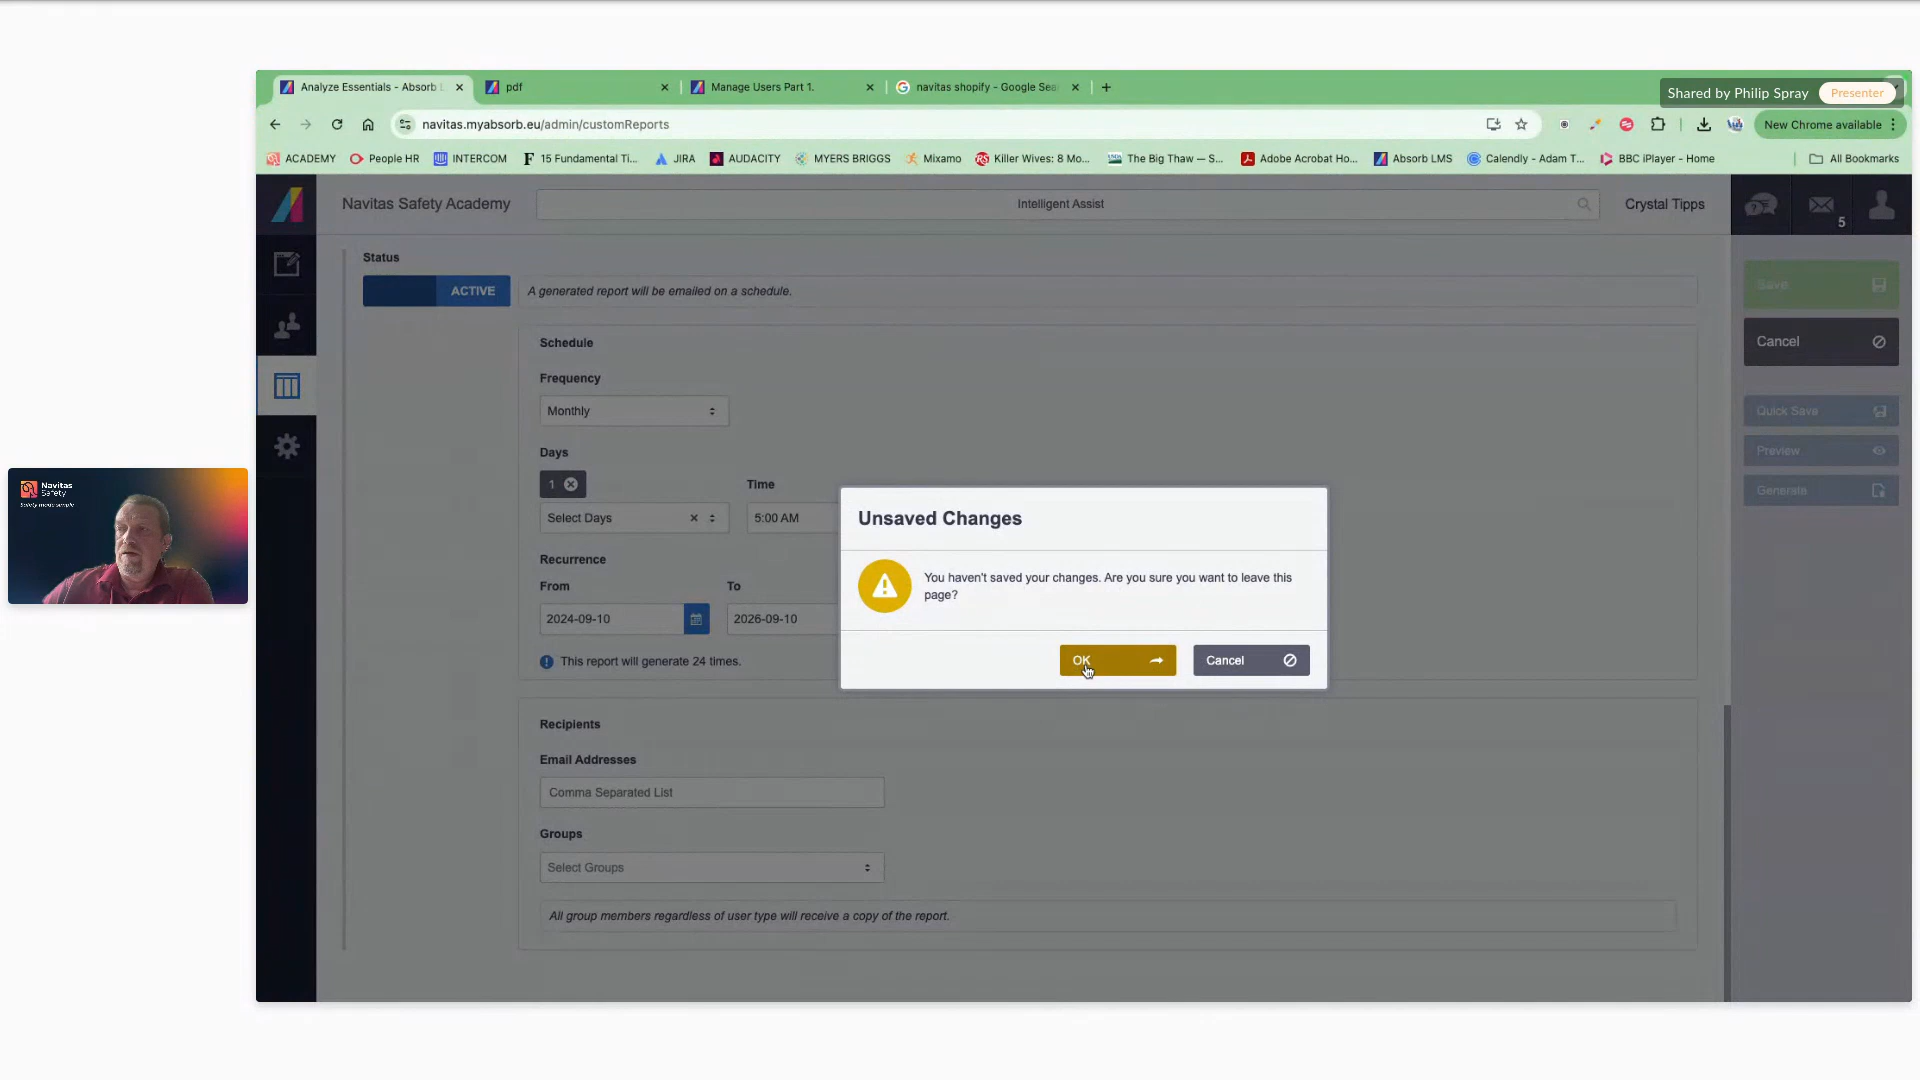 Analyze Essentials - Absorb L
pdf
Manage Users Part 1.
navitas shopify - Google Sea
Shared by Philip Spray
Presenter
navitas.myabsorb.eu/admin/customReports
New Chrome available
ACADEMY
People HR
INTERCOM
15 Fundamental Ti...
JIRA
AUDACITY
MYERS BRIGGS
Mixamo
Killer Wives: 8 Mo...
The Big Thaw — S...
Adobe Acrobat Ho...
Absorb LMS
Calendly - Adam T...
BBC iPlayer - Home
All Bookmarks
Navitas Safety Academy
Intelligent Assist
Crystal Tipps
5
Status
ACTIVE
A generated report will be emailed on a schedule.
Save
Cancel
Schedule
Frequency
Monthly
Quick Save
Preview
Generate
Days
1
Time
Select Days
5:00 AM
Recurrence
From
To
2024-09-10
2026-09-10
This report will generate 24 times.
Unsaved Changes
You haven't saved your changes. Are you sure you want to leave this
page?
OK
Cancel
Navitas
Safety
Safety made simple
Recipients
Email Addresses
Comma Separated List
Groups
Select Groups
All group members regardless of user type will receive a copy of the report.